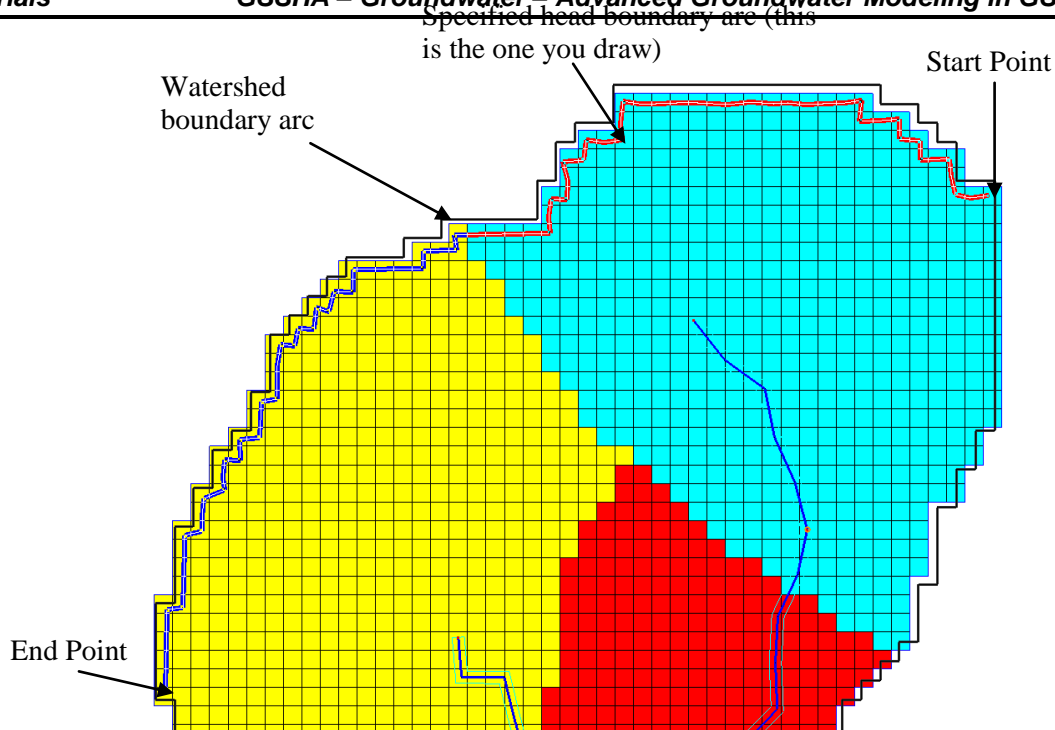 rials GSSHA – Groundwater – Advanced Groundwater Modeling in GS
Specified head boundary arc (this
is the one you draw)
Start Point
Watershed
boundary arc
End Point